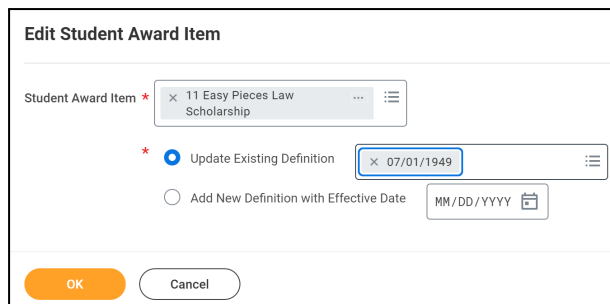 Edit Student Award Item
Student Award Item *
× 11 Easy Pieces Law ...
Scholarship
* Update Existing Definition × 07/01/1949
Add New Definition with Effective Date MM/DD/YYYY
OK Cancel